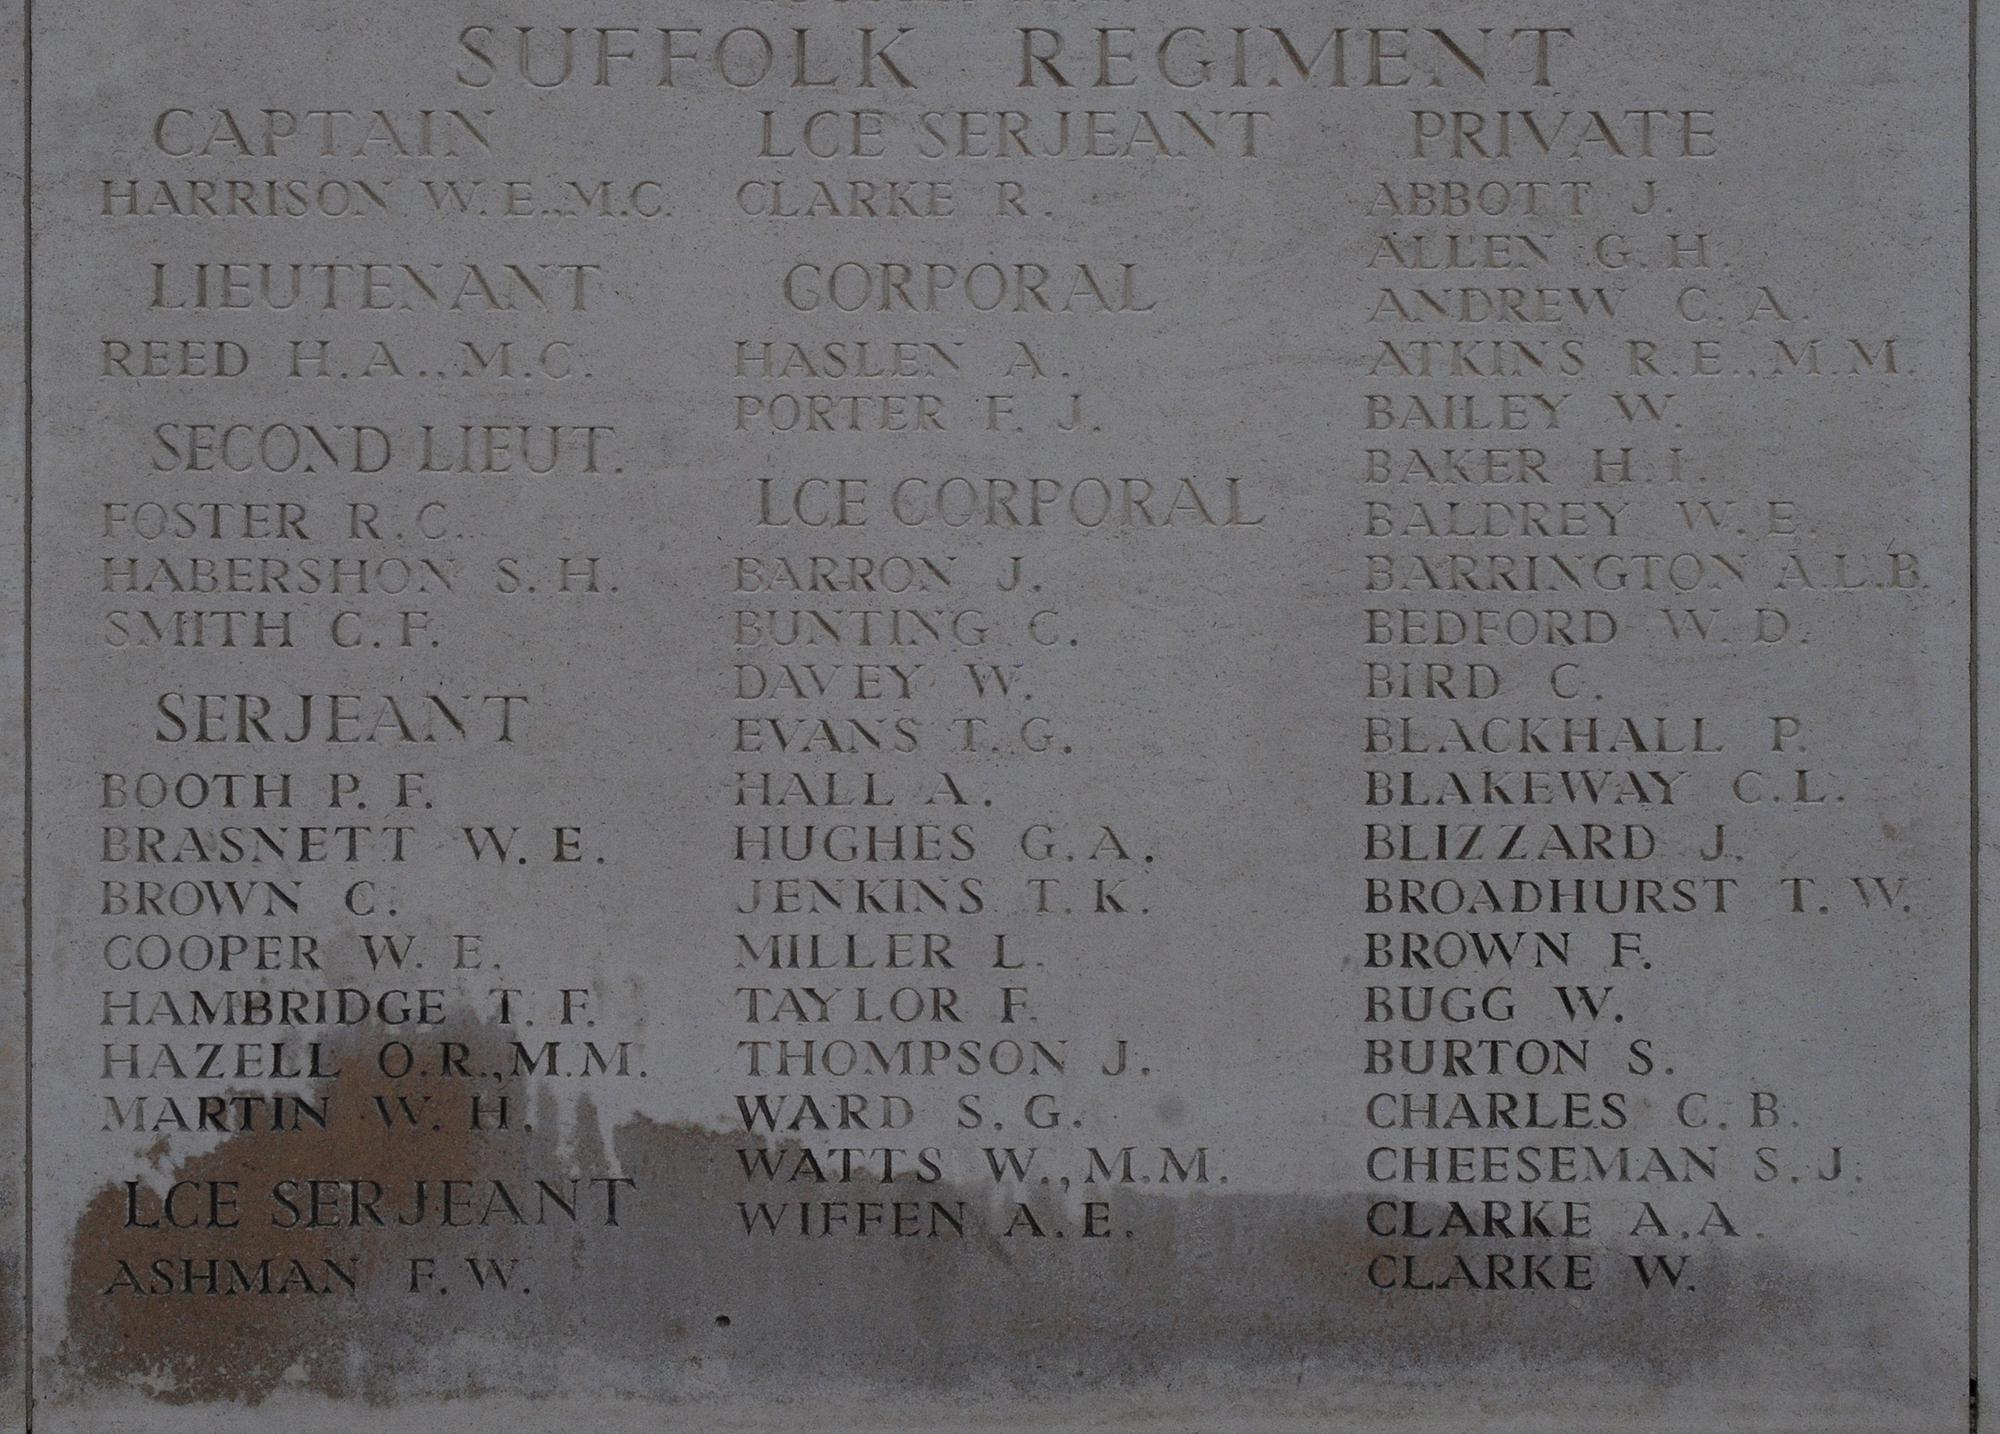 SUFFOLK REGIMENT
CAPTAIN
HARRISON W.E.,M.C.
LIEUTENANT
REED H.A.,M.C.
SECOND LIEUT.
FOSTER R.C.
HABERSHON S.H.
SMITH C.F.
SERJEANT
BOOTH P.F.
BRASNETT W.E.
BROWN C.
COOPER W.E.
HAMBRIDGE T.F.
HAZELL O.R.,M.M.
MARTIN W.H.
LCE SERJEANT
ASHMAN F.W.
LCE SERJEANT
CLARKE R.
CORPORAL
HASLEN A.
PORTER F.J.
LCE CORPORAL
BARRON J.
BUNTING C.
DAVEY W.
EVANS T.G.
HALL A.
HUGHES G.A.
JENKINS T.K.
MILLER L.
TAYLOR F.
THOMPSON J.
WARD S.G.
WATTS W.,M.M.
WIFFEN A.E.
PRIVATE
ABBOTT J.
ALLEN G.H.
ANDREW C.A.
ATKINS R.E.,M.M.
BAILEY W.
BAKER H.I.
BALDREY W.E.
BARRINGTON A.L.B.
BEDFORD W.D.
BIRD C.
BLACKHALL P.
BLAKEWAY C.L.
BLIZZARD J.
BROADHURST T.W.
BROWN F.
BUGG W.
BURTON S.
CHARLES C.B.
CHEESEMAN S.J.
CLARKE A.A.
CLARKE W.